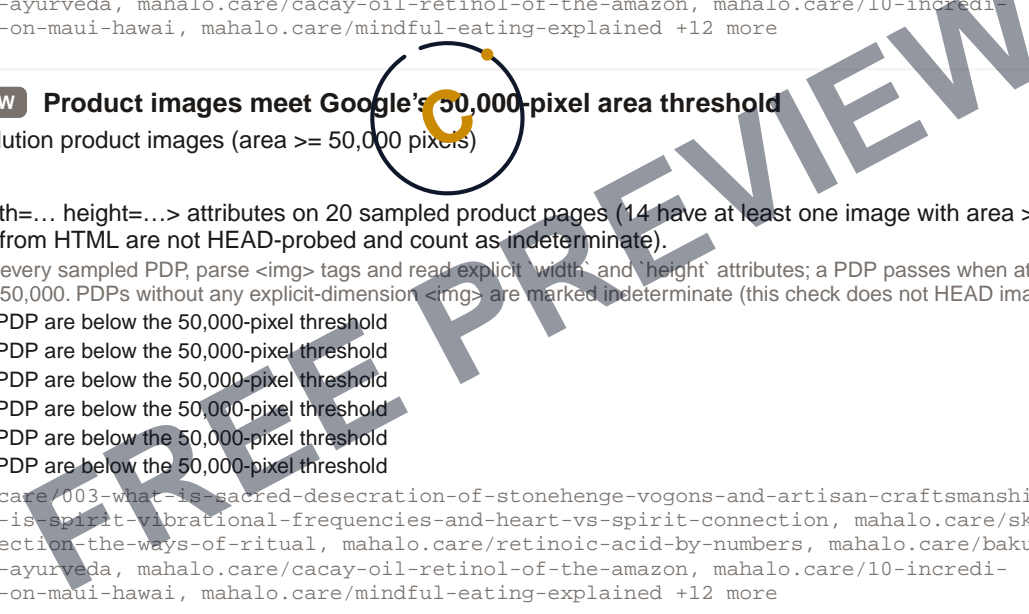 -ayurveda, mahalo.care/cacay-oil-retinol-of-the-amazon, mahalo.care/10-incredi-
-on-maui-hawai, mahalo.care/mindful-eating-explained +12 more
W Product images meet Google's 50,000-pixel area threshold
lution product images (area >= 50,000 pixels)
th=… height=…> attributes on 20 sampled product pages (14 have at least one image with area >
from HTML are not HEAD-probed and count as indeterminate).
every sampled PDP, parse <img> tags and read explicit `width` and `height` attributes; a PDP passes when at
50,000. PDPs without any explicit-dimension <img> are marked indeterminate (this check does not HEAD ima
PDP are below the 50,000-pixel threshold
PDP are below the 50,000-pixel threshold
PDP are below the 50,000-pixel threshold
PDP are below the 50,000-pixel threshold
PDP are below the 50,000-pixel threshold
PDP are below the 50,000-pixel threshold
care/003-what-is-sacred-desecration-of-stonehenge-vogons-and-artisan-craftsmanshi
-is-spirit-vibrational-frequencies-and-heart-vs-spirit-connection, mahalo.care/sk
ection-the-ways-of-ritual, mahalo.care/retinoic-acid-by-numbers, mahalo.care/baku
-ayurveda, mahalo.care/cacay-oil-retinol-of-the-amazon, mahalo.care/10-incredi-
-on-maui-hawai, mahalo.care/mindful-eating-explained +12 more
C
FREE PREVIEW